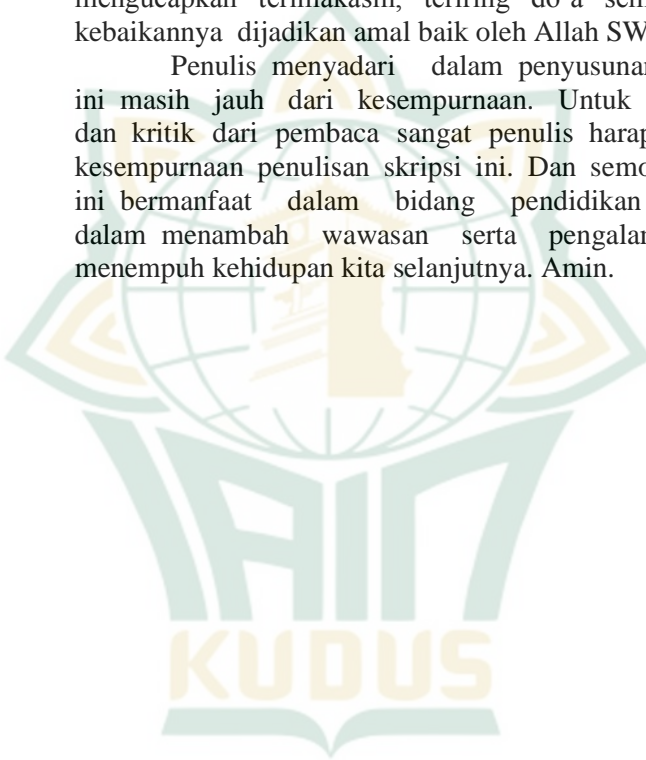 mengucapkan terimakasih, teriring do'a sem
kebaikannya dijadikan amal baik oleh Allah SW
Penulis menyadari dalam penyusunan
ini masih jauh dari kesempurnaan. Untuk
dan kritik dari pembaca sangat penulis harap
kesempurnaan penulisan skripsi ini. Dan semo
ini bermanfaat dalam bidang pendidikan
dalam menambah wawasan serta pengalan
menempuh kehidupan kita selanjutnya. Amin.
IAIN
KUDUS